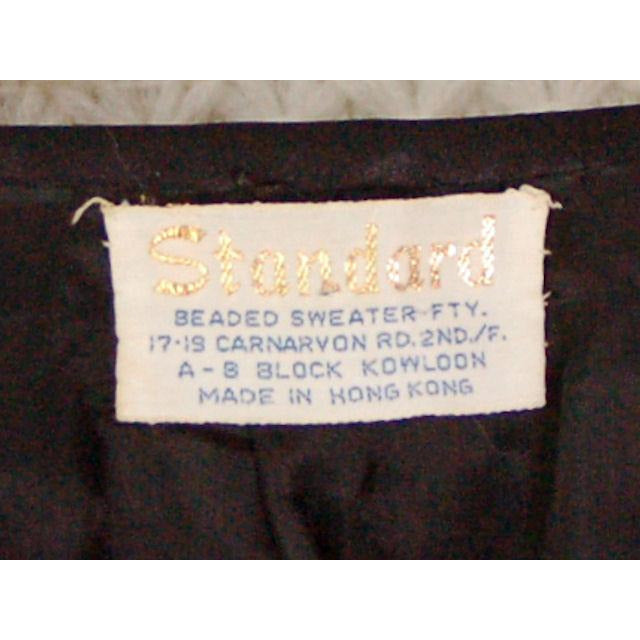 Standard
BEADED SWEATER FTY.
17-19 CARNARVON RD. 2ND./F.
A-B BLOCK KOWLOON
MADE IN HONG KONG